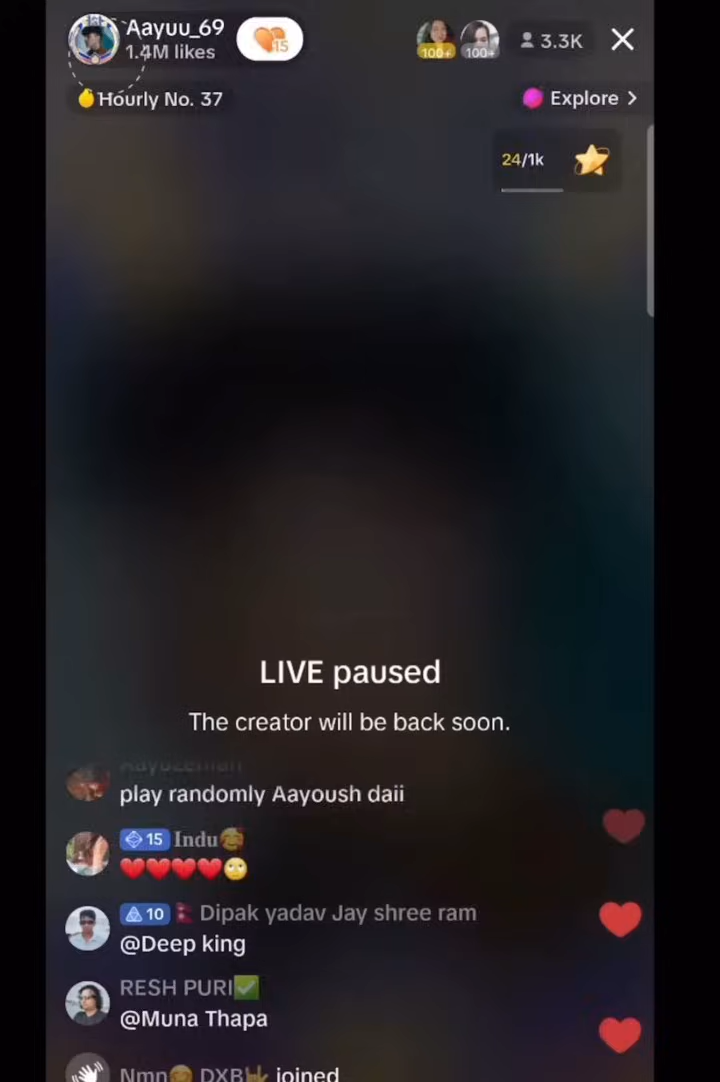 Aayuu_69
1.4M likes
15
100+
100+
3.3K
Hourly No. 37
Explore
24/1k
LIVE paused
The creator will be back soon.
play randomly Aayoush daii
15 Indu🥰
❤️❤️❤️❤️🙄
10 🇳🇵 Dipak yadav Jay shree ram
@Deep king
RESH PURI✅
@Muna Thapa
Nmn DXB🤘 joined